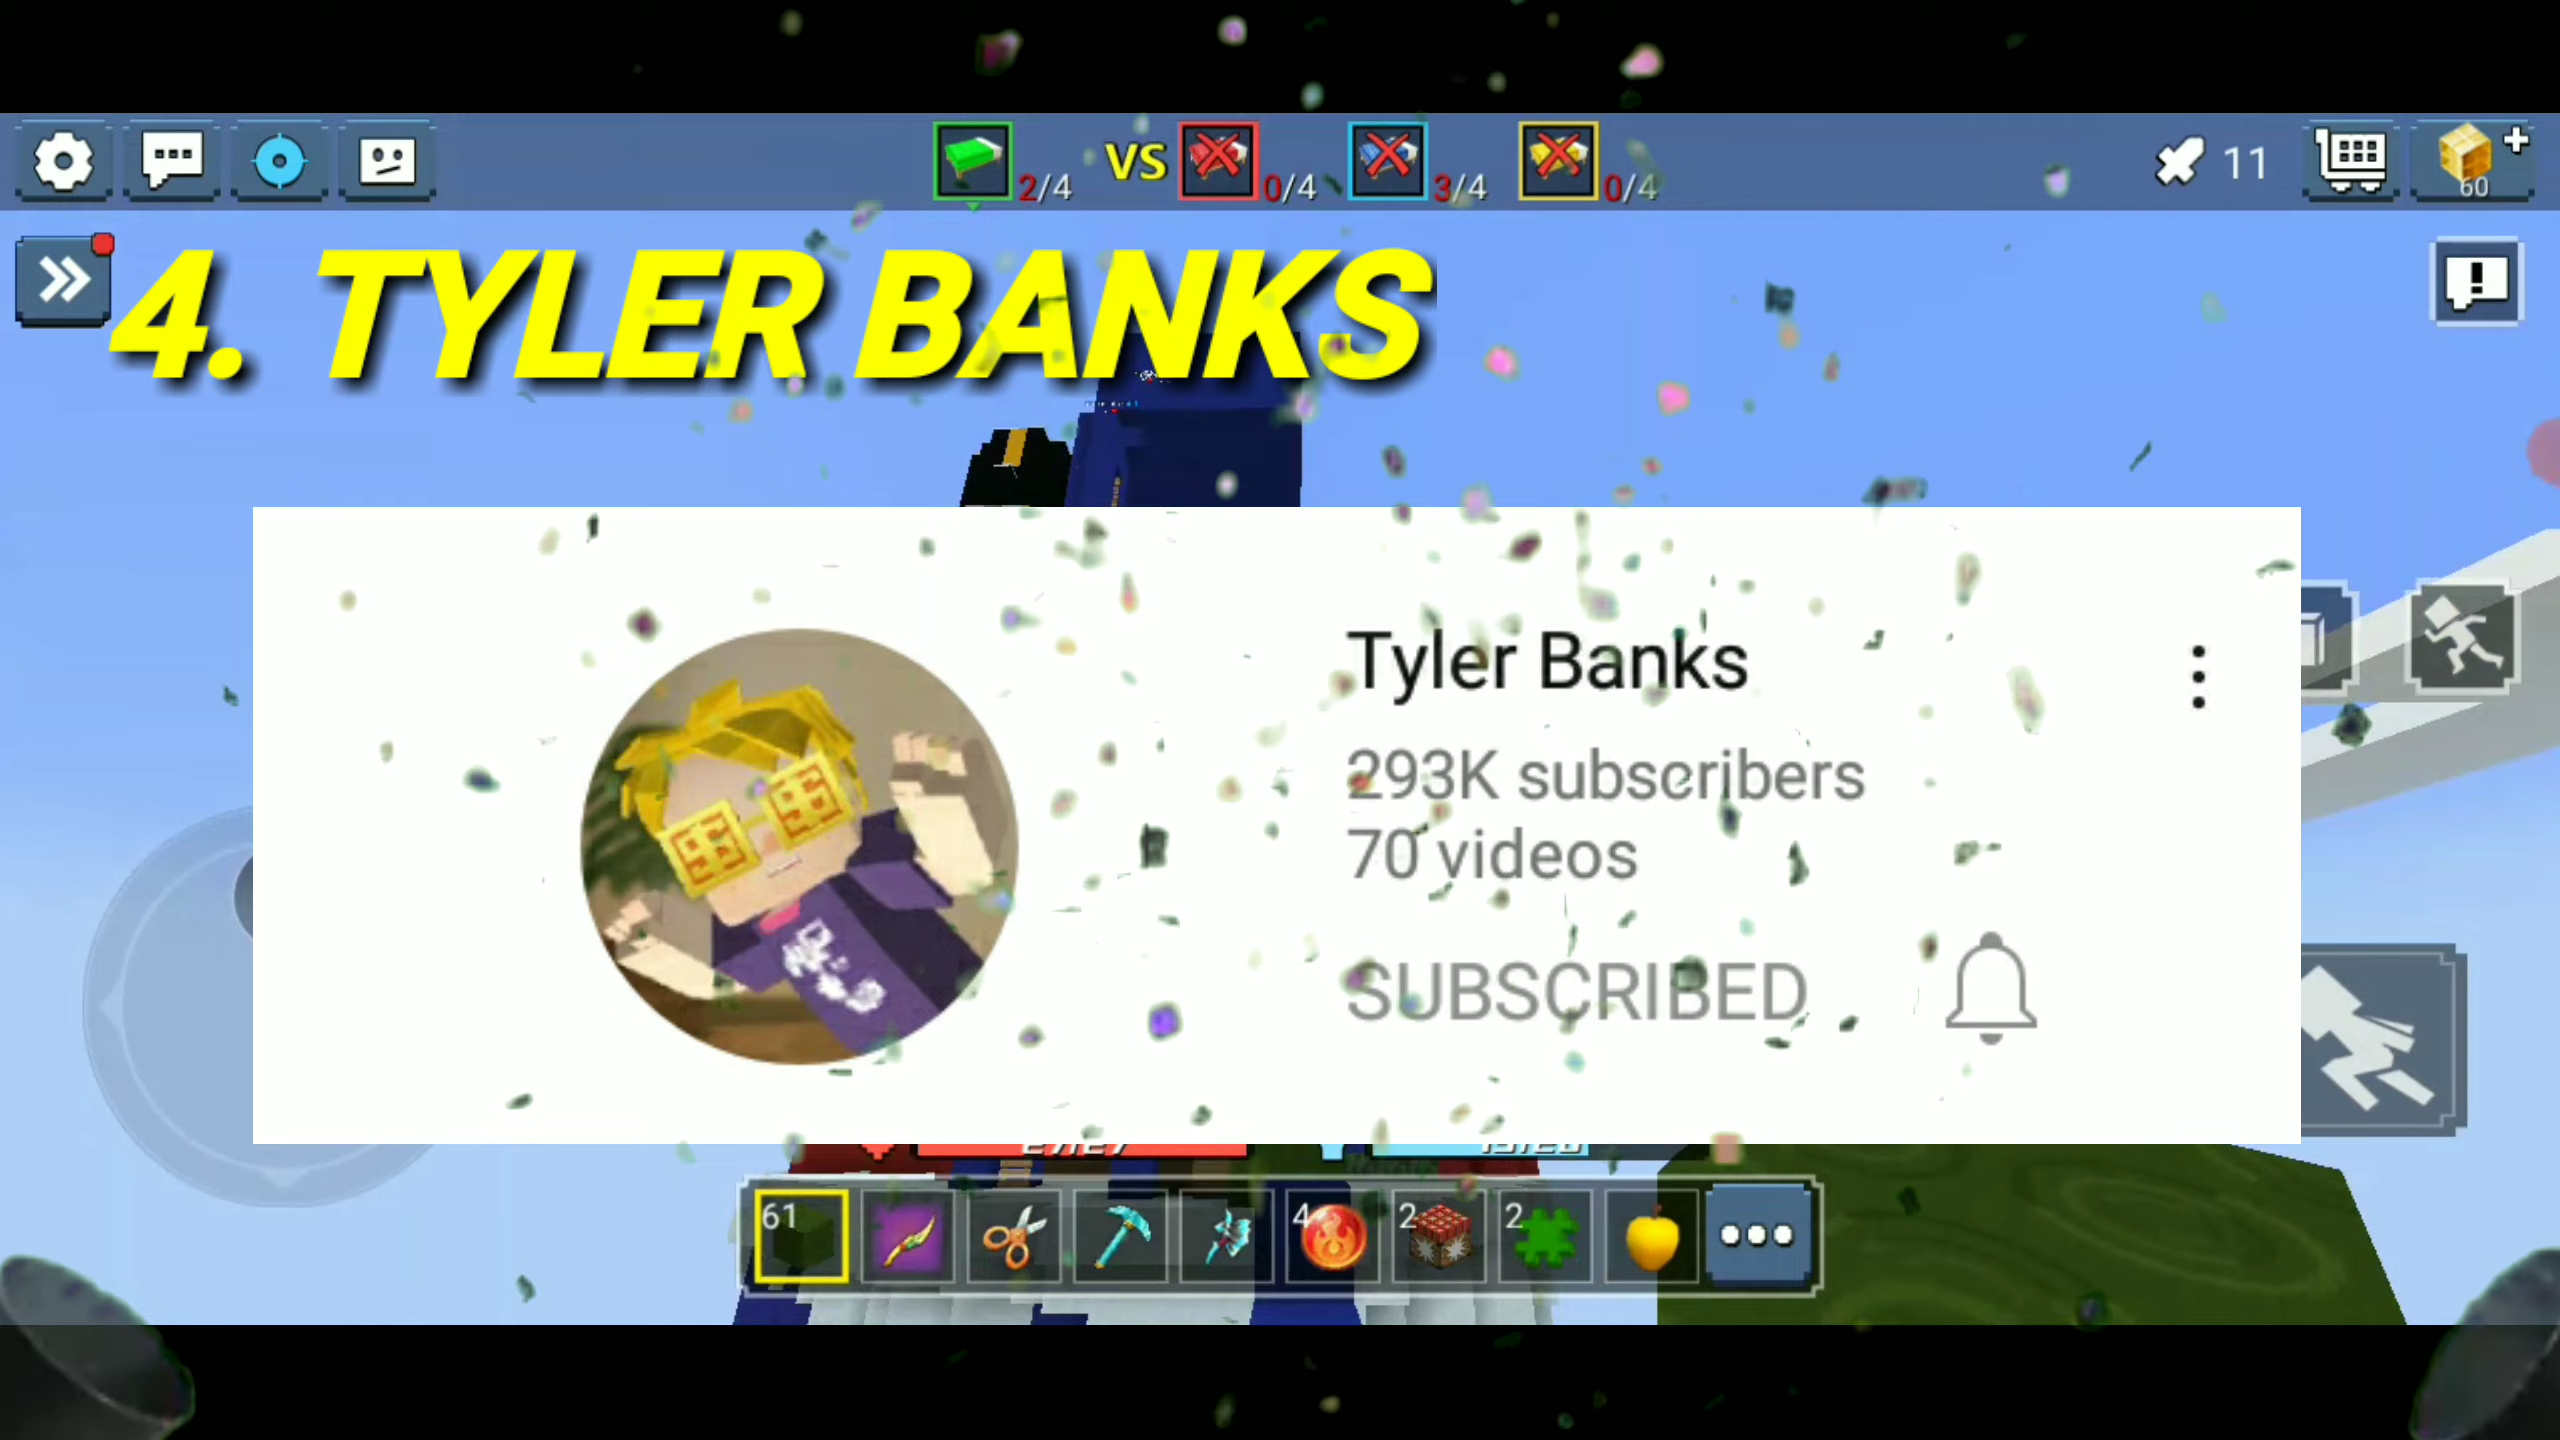 2/4 VS 0/4 3/4 0/4 11 60
4. TYLER BANKS
Tyler Banks
293K subscribers
70 videos
SUBSCRIBED
61 4 2 2